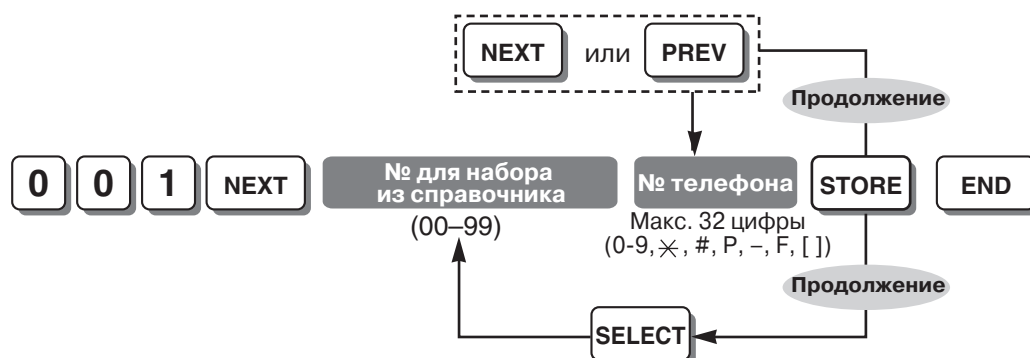 NEXT или PREV
Продолжение
0 0 1 NEXT № для набора из справочника № телефона STORE END
(00–99)
Макс. 32 цифры
(0-9, ✳, #, P, –, F, [ ])
Продолжение
SELECT